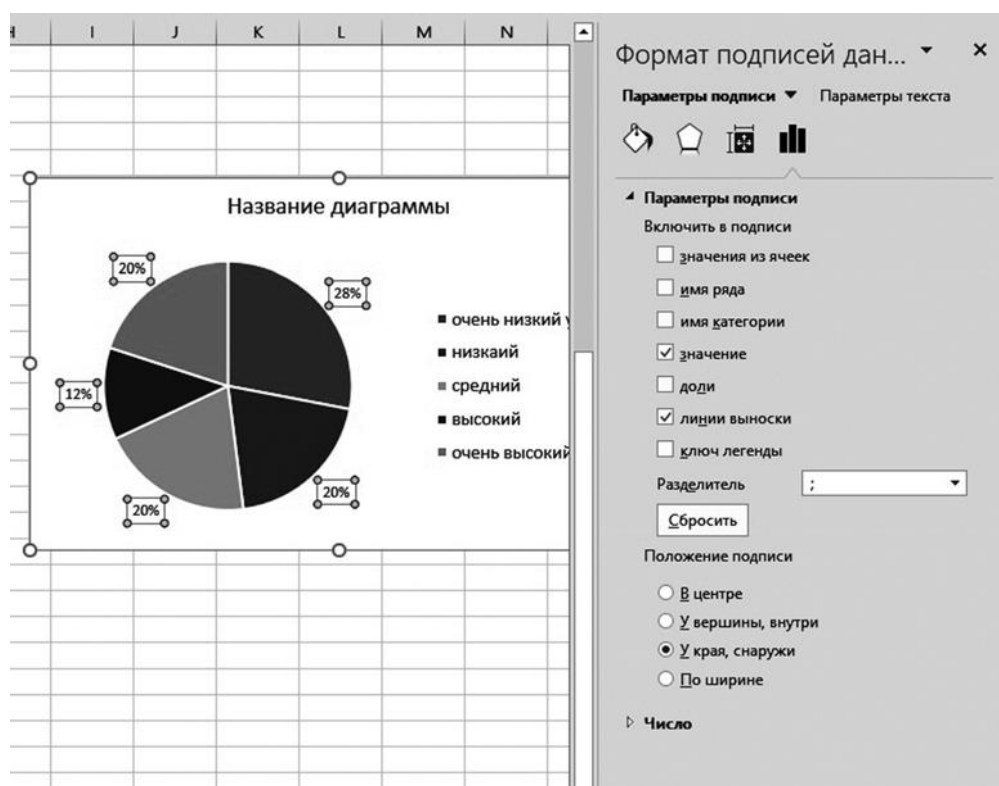 I J K L M N
Формат подписей дан...
Параметры подписи Параметры текста
Параметры подписи
Включить в подписи
значения из ячеек
имя ряда
имя категории
значение
доли
линии выноски
ключ легенды
Разделитель ;
Сбросить
Положение подписи
В центре
У вершины, внутри
У края, снаружи
По ширине
Число
Название диаграммы
20%
28%
12%
20%
20%
очень низкий
низкаий
средний
высокий
очень высокий